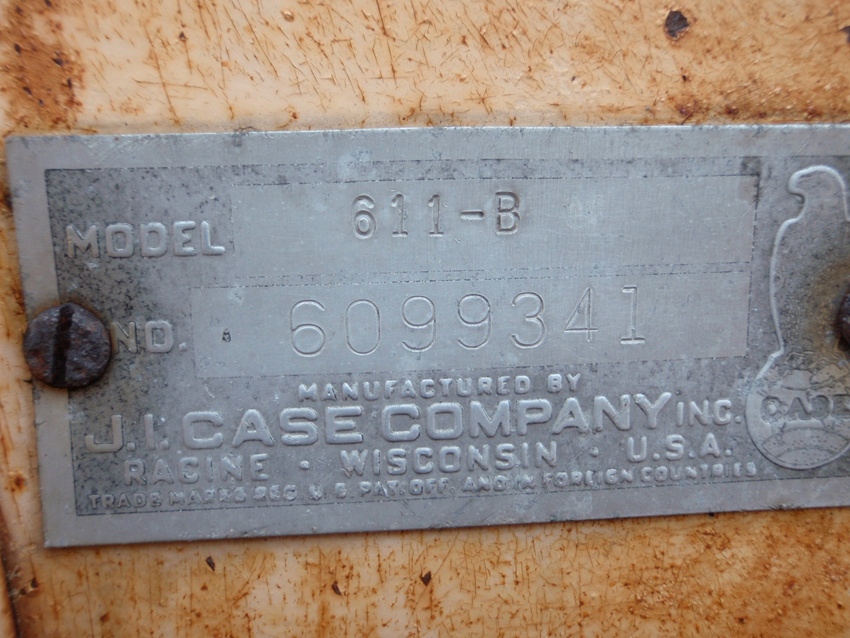 MODEL 611-B
NO. 6099341
MANUFACTURED BY
J.I. CASE COMPANY INC.
RACINE · WISCONSIN · U.S.A.
TRADE MARKS REG. U.S. PAT. OFF. AND IN FOREIGN COUNTRIES
CASE